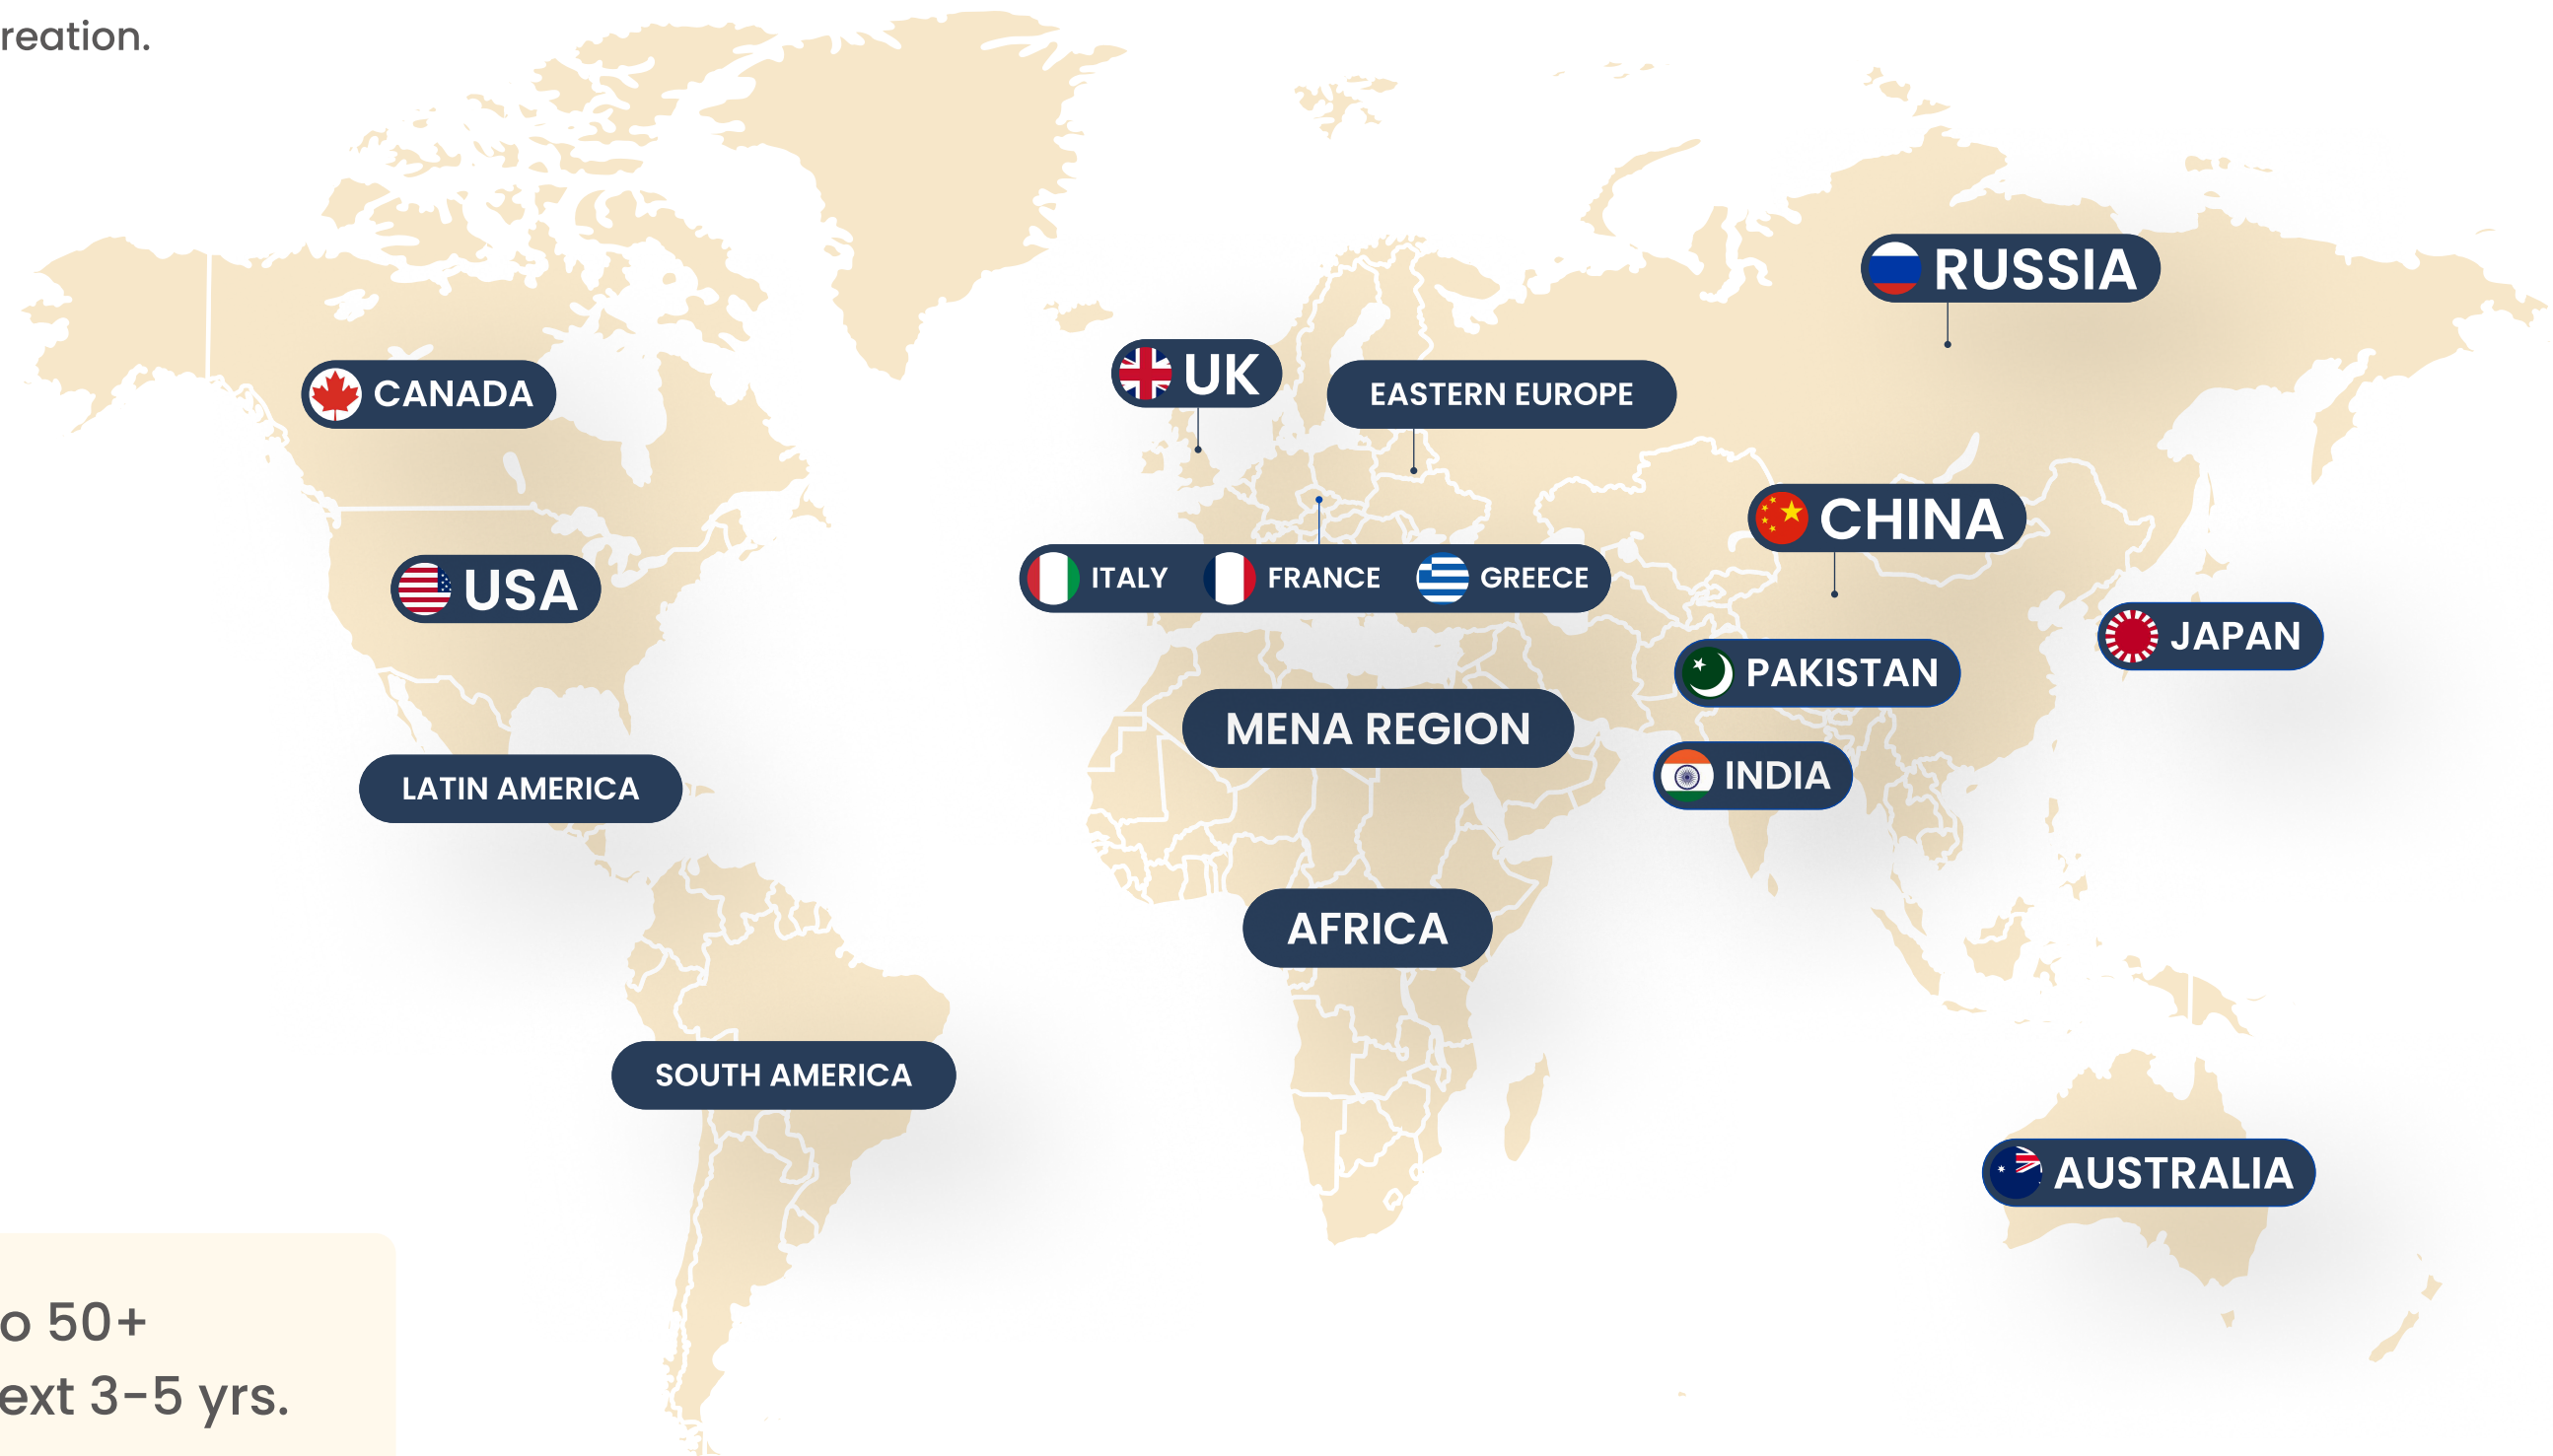 reation.
RUSSIA
UK
EASTERN EUROPE
CANADA
CHINA
ITALY FRANCE GREECE
USA
JAPAN
PAKISTAN
MENA REGION
INDIA
LATIN AMERICA
AFRICA
SOUTH AMERICA
AUSTRALIA
o 50+
ext 3-5 yrs.